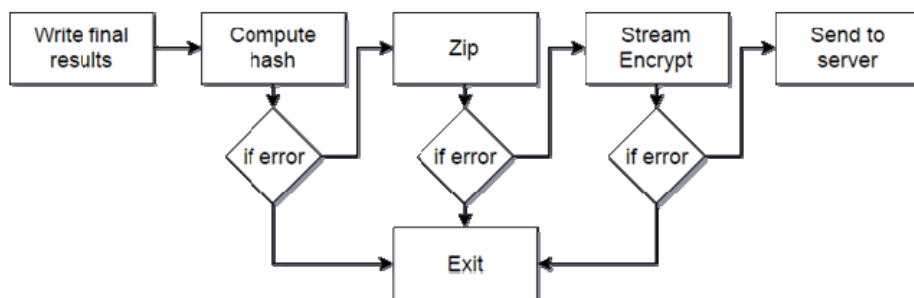 Write final
results
Compute
hash
Zip
Stream
Encrypt
Send to
server
if error
if error
if error
Exit